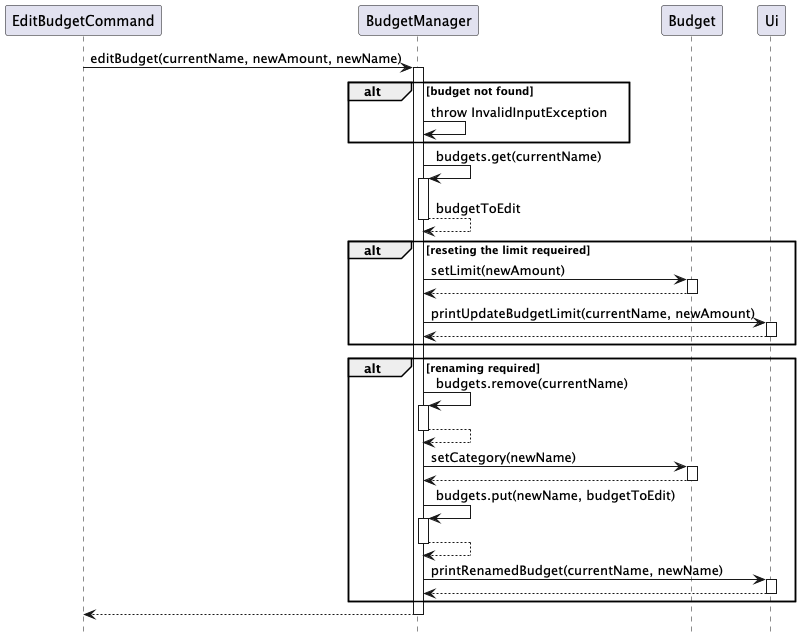 EditBudgetCommand BudgetManager Budget Ui
editBudget(currentName, newAmount, newName)
alt [budget not found]
throw InvalidInputException
budgets.get(currentName)
budgetToEdit
alt [reseting the limit requeired]
setLimit(newAmount)
printUpdateBudgetLimit(currentName, newAmount)
alt [renaming required]
budgets.remove(currentName)
setCategory(newName)
budgets.put(newName, budgetToEdit)
printRenamedBudget(currentName, newName)